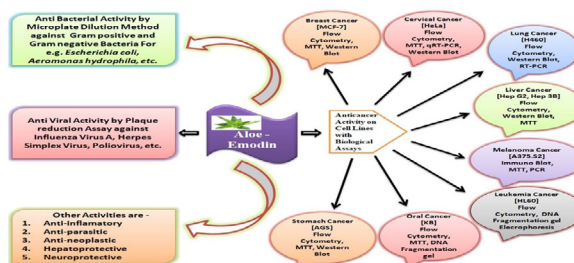 Anti Bacterial Activity by
Microplate Dilution Method
against Gram positive and
Gram negative Bacteria For
e.g. Escherichia coli,
Aeromonas hydrophila, etc.
Anti Viral Activity by Plaque
reduction Assay against
Influenza Virus A, Herpes
Simplex Virus, Poliovirus, etc.
Other Activities are -
1. Anti-inflamatory
2. Anti-parasitic
3. Anti-neoplastic
4. Hepatoprotective
5. Neuroprotective
Aloe -
Emodin
Anticancer
Activity on
Cell Lines
with
Biological
Assays
Breast Cancer
[MCF-7]
Flow
Cytometry,
MTT, Western
Blot
Cervical Cancer
[HeLa]
Flow
Cytometry,
MTT, qRT-PCR,
Western Blot
Lung Cancer
[H460]
Flow
Cytometry,
Western Blot,
RT-PCR
Liver Cancer
[Hep G2, Hep 3B]
Flow
Cytometry,
Western Blot,
MTT
Melanoma Cancer
[A375.S2]
Immuno Blot,
MTT, PCR
Leukemia Cancer
[HL60]
Flow
Cytometry, DNA
Fragmentation gel
Elecrophoresis
Oral Cancer
[KB]
Flow
Cytometry,
MTT, DNA
Fragmentation
gel
Stomach Cancer
[AGS]
Flow
Cytometry,
MTT, Western
Blot